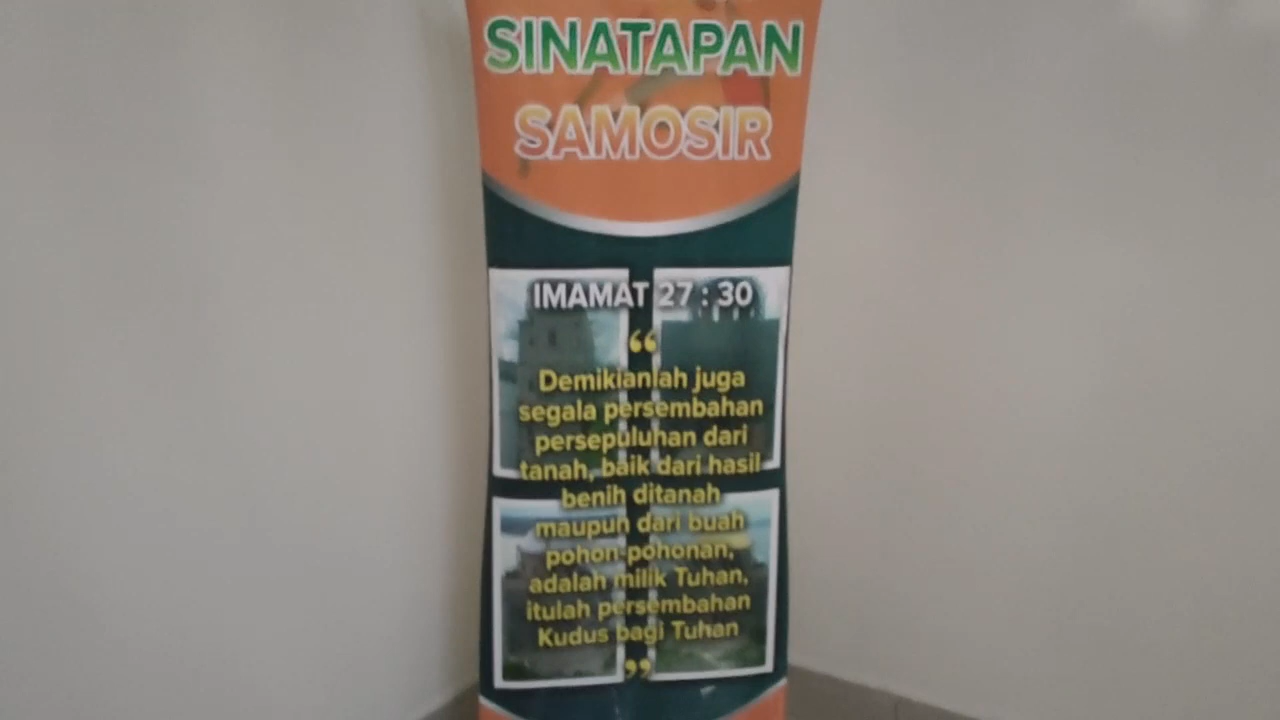 SINATAPAN
SAMOSIR
IMAMAT 27 : 30
“
Demikianlah juga
segala persembahan
persepuluhan dari
tanah, baik dari hasil
benih ditanah
maupun dari buah
pohon-pohonan,
adalah milik Tuhan,
itulah persembahan
Kudus bagi Tuhan
”